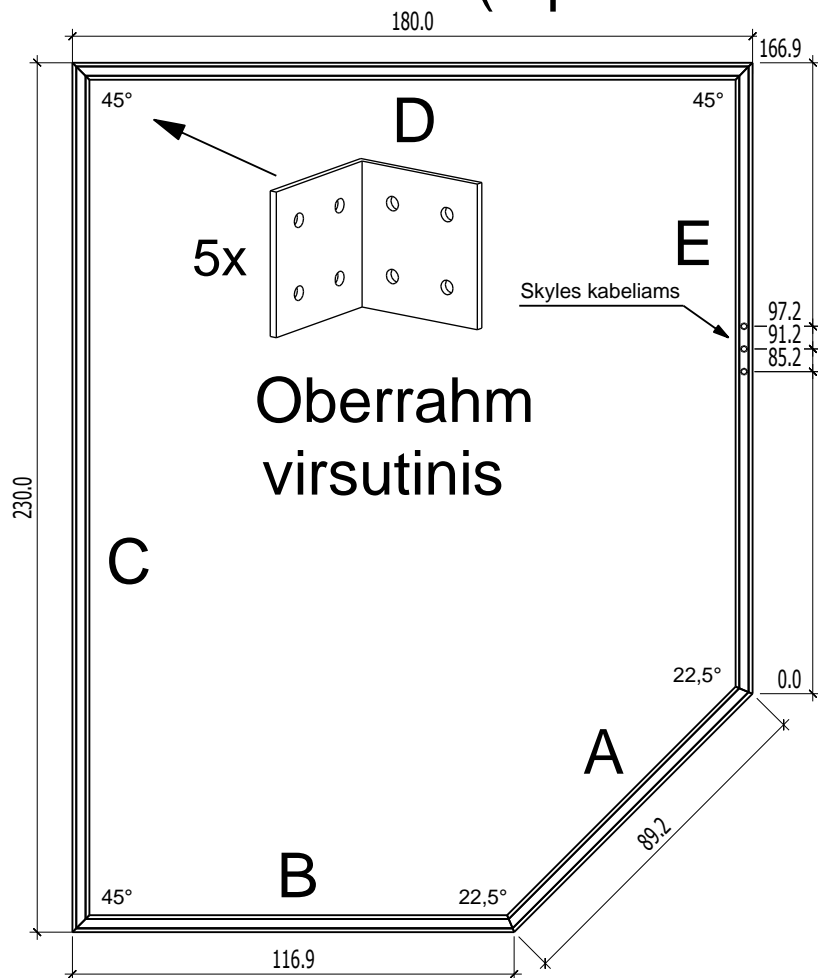 180.0
166.9
45°
45°
D
5x
E
Skyles kabeliams
97.2
91.2
85.2
Oberrahm
virsutinis
230.0
C
22,5°
0.0
A
89.2
B
45°
22,5°
116.9